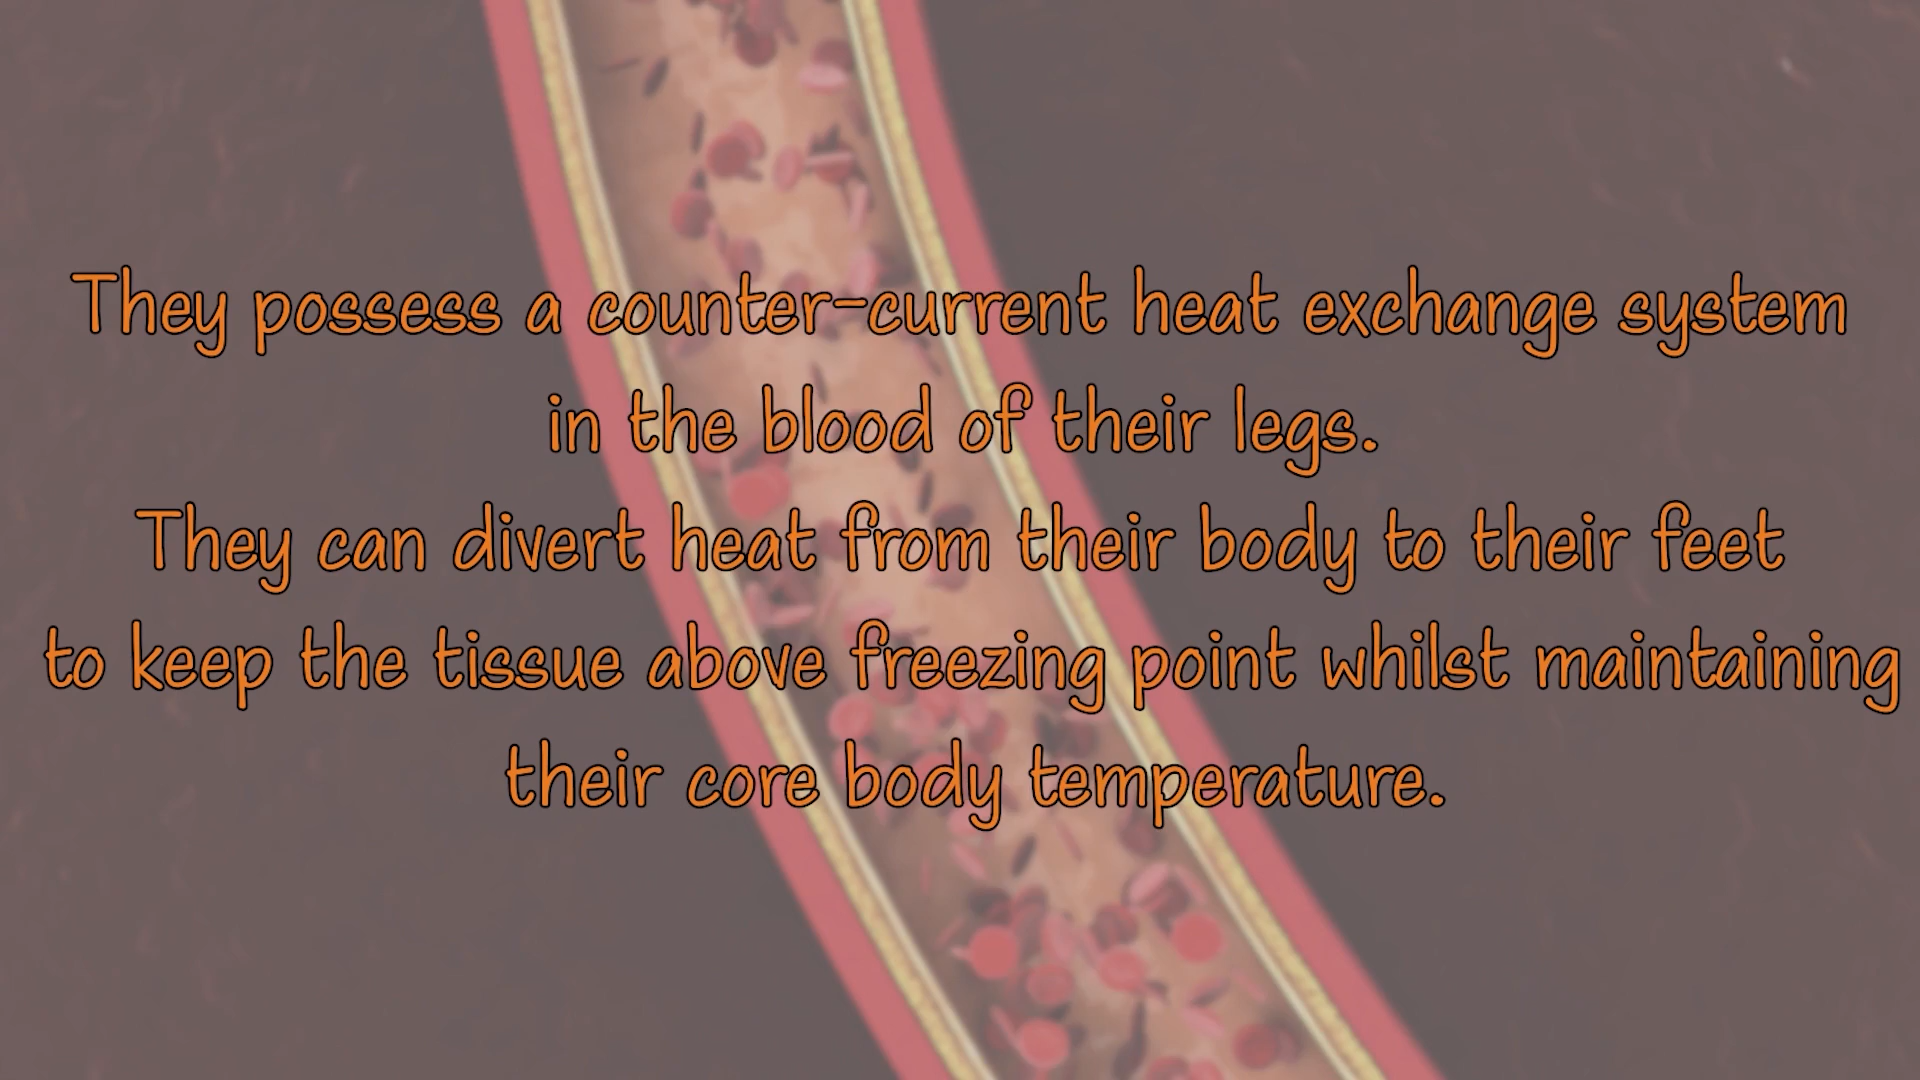 They possess a counter-current heat exchange system
in the blood of their legs.
They can divert heat from their body to their feet
to keep the tissue above freezing point whilst maintaining
their core body temperature.